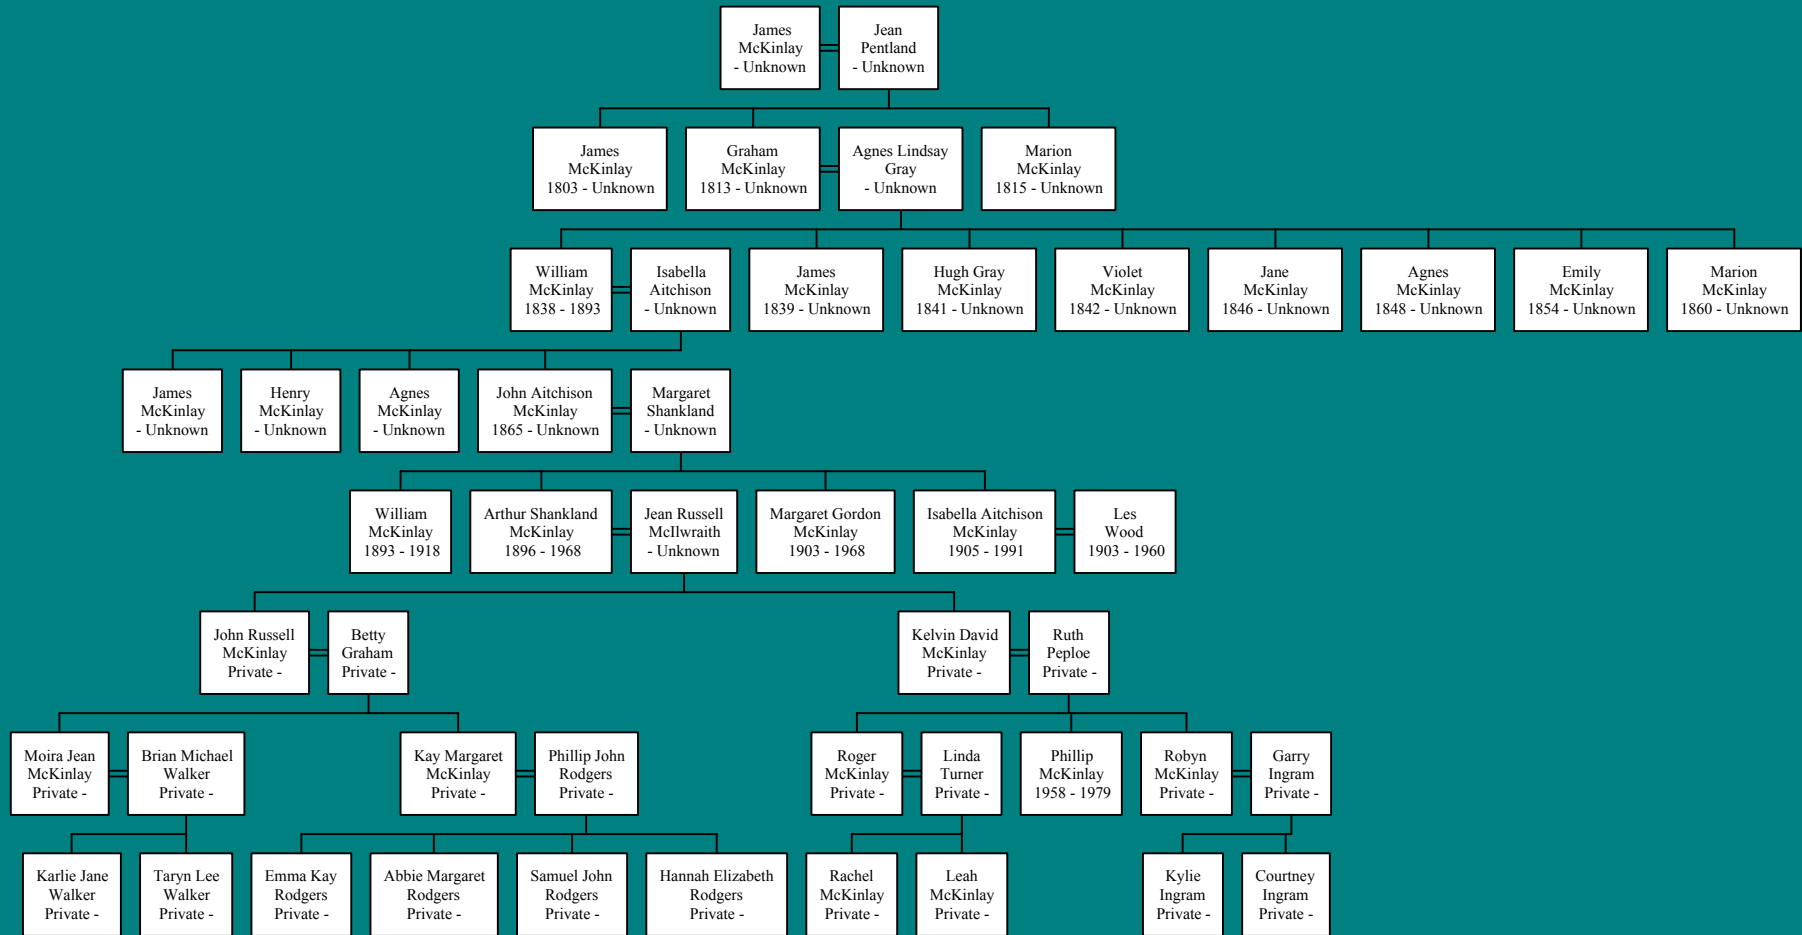 James
McKinlay
- Unknown
Jean
Pentland
- Unknown
James
McKinlay
1803 - Unknown
Graham
McKinlay
1813 - Unknown
Agnes Lindsay
Gray
- Unknown
Marion
McKinlay
1815 - Unknown
William
McKinlay
1838 - 1893
Isabella
Aitchison
- Unknown
James
McKinlay
1839 - Unknown
Hugh Gray
McKinlay
1841 - Unknown
Violet
McKinlay
1842 - Unknown
Jane
McKinlay
1846 - Unknown
Agnes
McKinlay
1848 - Unknown
Emily
McKinlay
1854 - Unknown
Marion
McKinlay
1860 - Unknown
James
McKinlay
- Unknown
Henry
McKinlay
- Unknown
Agnes
McKinlay
- Unknown
John Aitchison
McKinlay
1865 - Unknown
Margaret
Shankland
- Unknown
William
McKinlay
1893 - 1918
Arthur Shankland
McKinlay
1896 - 1968
Jean Russell
McIlwraith
- Unknown
Margaret Gordon
McKinlay
1903 - 1968
Isabella Aitchison
McKinlay
1905 - 1991
Les
Wood
1903 - 1960
John Russell
McKinlay
Private -
Betty
Graham
Private -
Kelvin David
McKinlay
Private -
Ruth
Peploe
Private -
Moira Jean
McKinlay
Private -
Brian Michael
Walker
Private -
Kay Margaret
McKinlay
Private -
Phillip John
Rodgers
Private -
Roger
McKinlay
Private -
Linda
Turner
Private -
Phillip
McKinlay
1958 - 1979
Robyn
McKinlay
Private -
Garry
Ingram
Private -
Karlie Jane
Walker
Private -
Taryn Lee
Walker
Private -
Emma Kay
Rodgers
Private -
Abbie Margaret
Rodgers
Private -
Samuel John
Rodgers
Private -
Hannah Elizabeth
Rodgers
Private -
Rachel
McKinlay
Private -
Leah
McKinlay
Private -
Kylie
Ingram
Private -
Courtney
Ingram
Private -